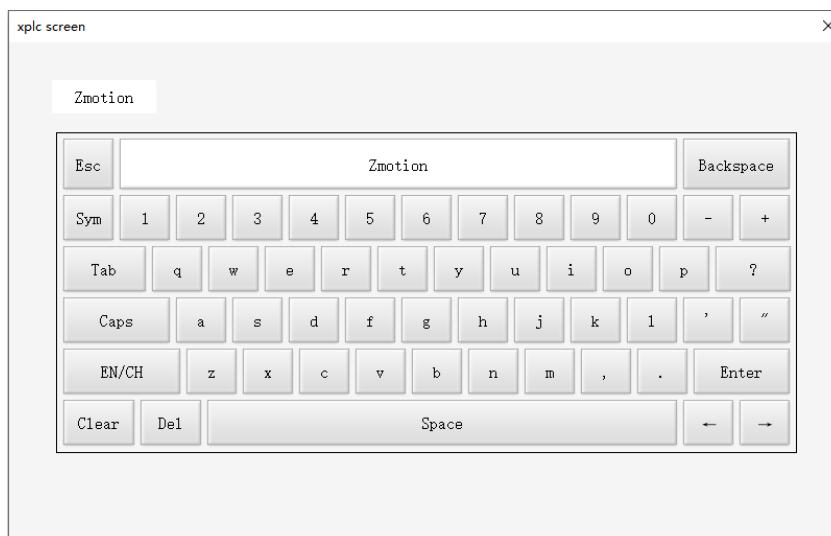 xplc screen ×
Zmotion
Esc Zmotion Backspace
Sym 1 2 3 4 5 6 7 8 9 0 - +
Tab q w e r t y u i o p ?
Caps a s d f g h j k l ' "
EN/CH z x c v b n m , . Enter
Clear Del Space ← →